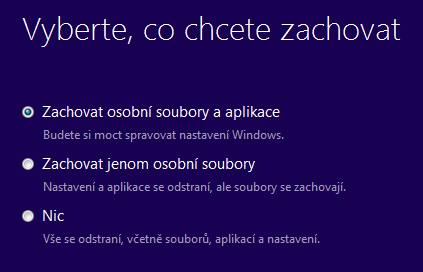 Vyberte, co chcete zachovat
Zachovat osobní soubory a aplikace
Budete si moct spravovat nastavení Windows.
Zachovat jenom osobní soubory
Nastavení a aplikace se odstraní, ale soubory se zachovají.
Nic
Vše se odstraní, včetně souborů, aplikací a nastavení.